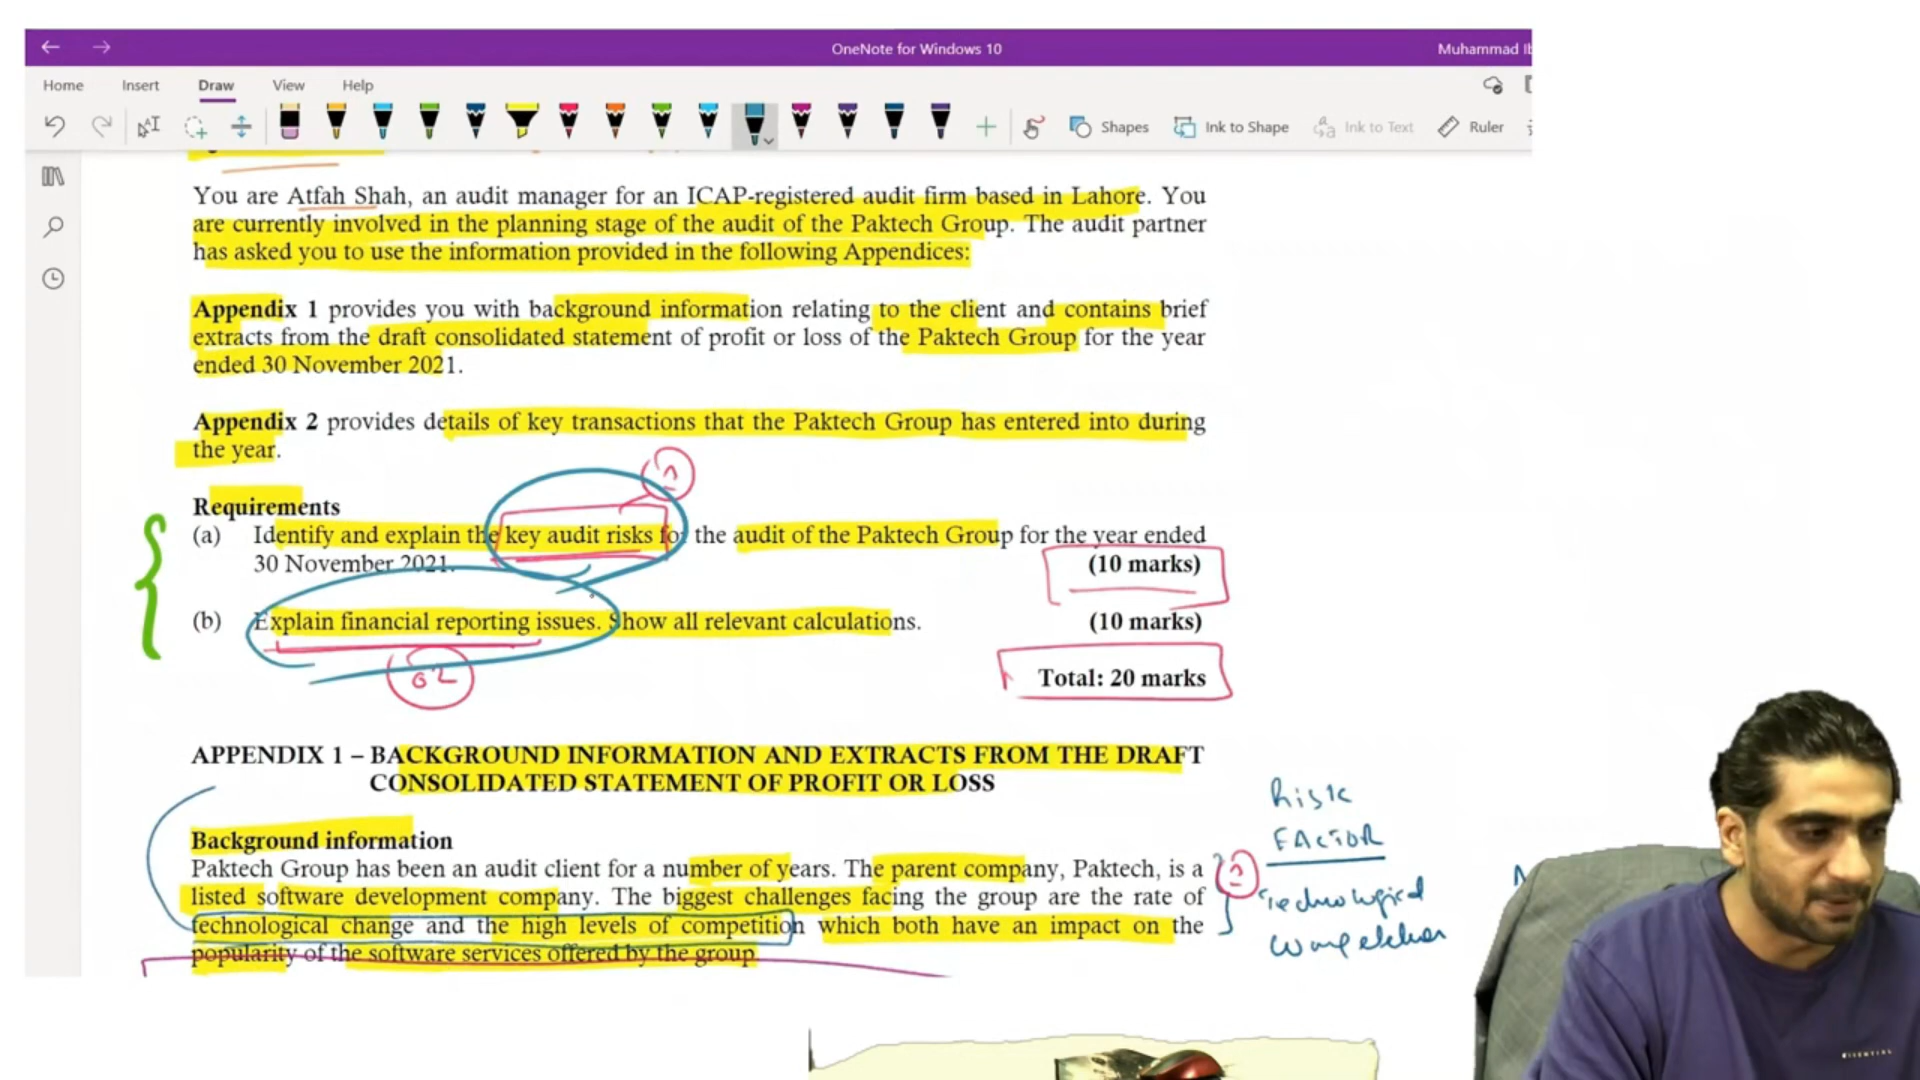 OneNote for Windows 10
Muhammad Ib
Home Insert Draw View Help
Shapes Ink to Shape Ink to Text Ruler
You are Atfah Shah, an audit manager for an ICAP-registered audit firm based in Lahore. You
are currently involved in the planning stage of the audit of the Paktech Group. The audit partner
has asked you to use the information provided in the following Appendices:
Appendix 1 provides you with background information relating to the client and contains brief
extracts from the draft consolidated statement of profit or loss of the Paktech Group for the year
ended 30 November 2021.
Appendix 2 provides details of key transactions that the Paktech Group has entered into during
the year.
Requirements
(a) Identify and explain the key audit risks for the audit of the Paktech Group for the year ended
30 November 2021. (10 marks)
(b) Explain financial reporting issues. Show all relevant calculations. (10 marks)
02
Total: 20 marks
APPENDIX 1 – BACKGROUND INFORMATION AND EXTRACTS FROM THE DRAFT
CONSOLIDATED STATEMENT OF PROFIT OR LOSS
Risk
FACTOR
Background information
Paktech Group has been an audit client for a number of years. The parent company, Paktech, is a
listed software development company. The biggest challenges facing the group are the rate of
Technological
technological change and the high levels of competition which both have an impact on the
popularity of the software services offered by the group.
ESSENTIAL